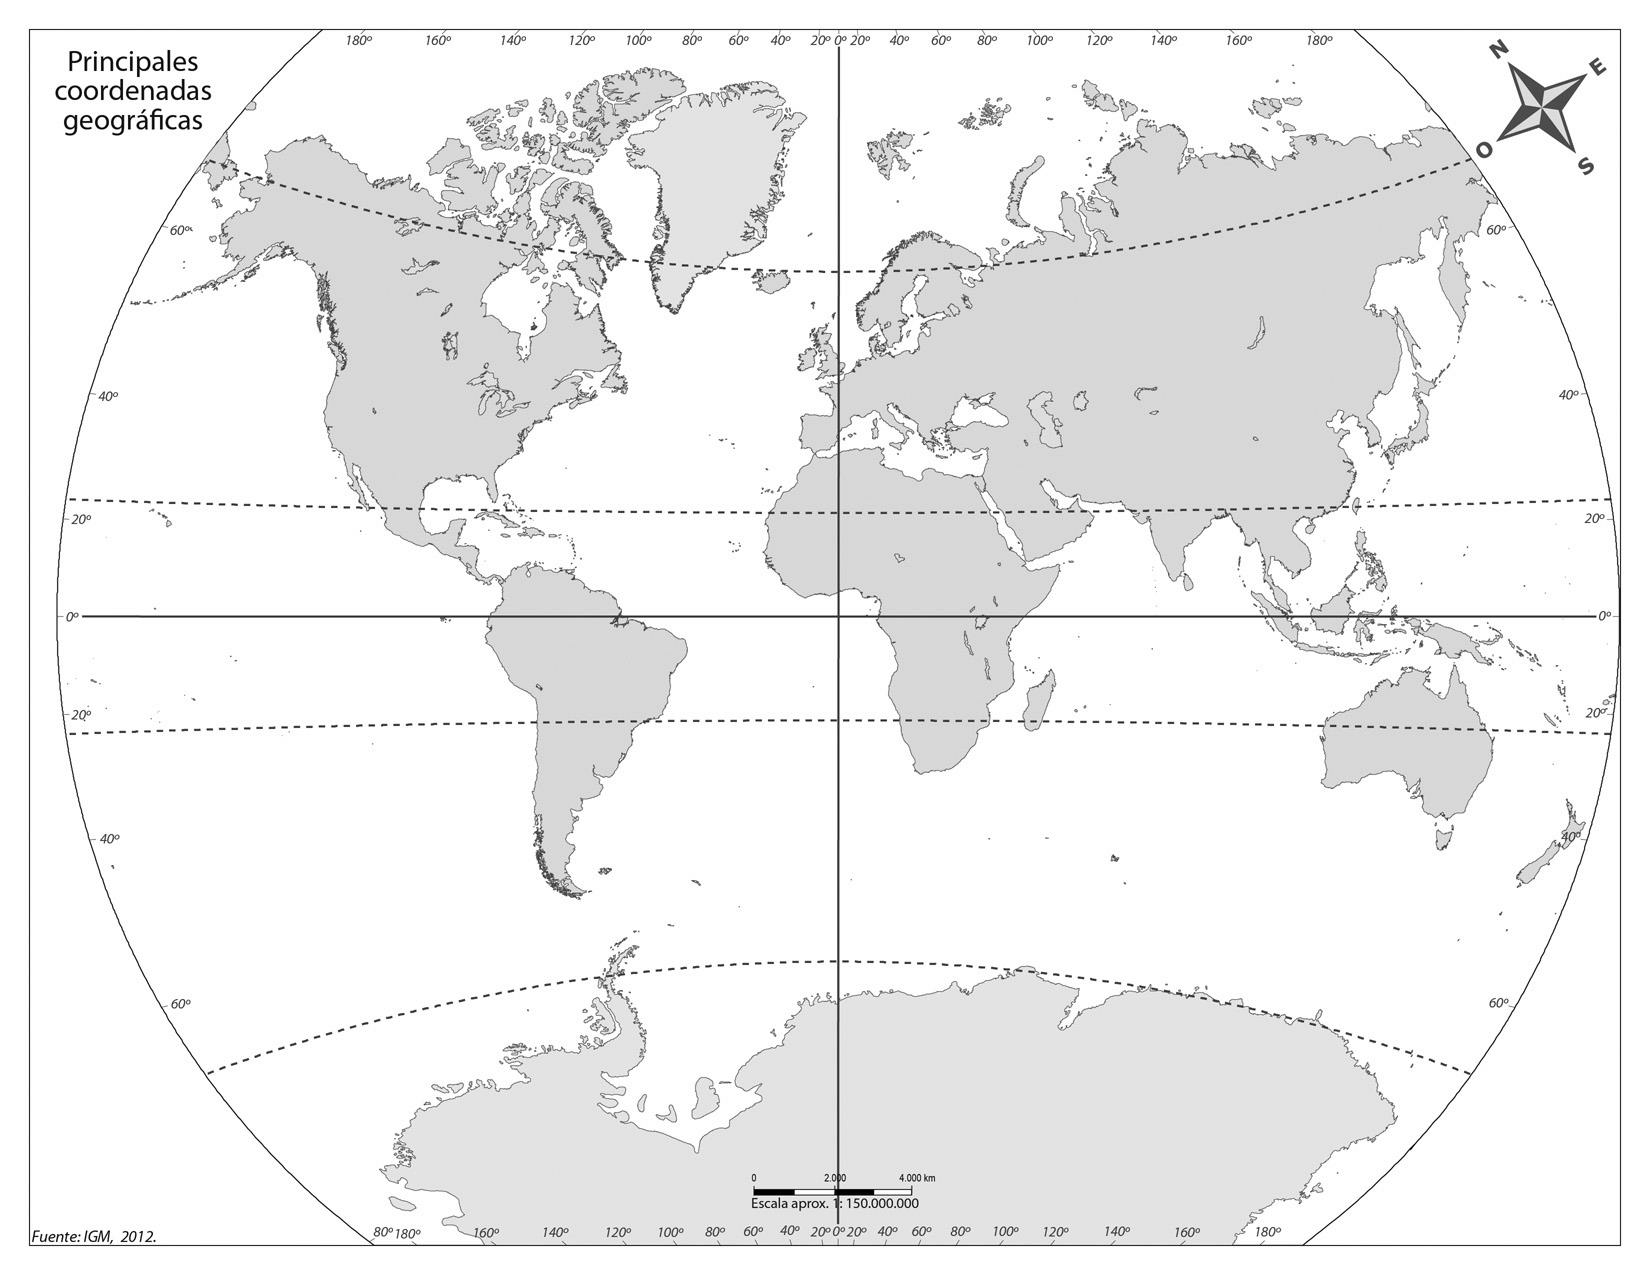 Principales
coordenadas
geográficas
180º 160º 140º 120º 100º 80º 60º 40º 20º 0º 20º 40º 60º 80º 100º 120º 140º 160º 180º
N
E
O
S
60º 60º
40º 40º
20º 20º
0º 0º
20º 20º
40º 40º
60º 60º
0 2.000 4.000 km
Escala aprox. 1: 150.000.000
80º 180º 160º 140º 120º 100º 80º 60º 40º 20º 0º 20º 40º 60º 80º 100º 120º 140º 160º 180º
Fuente: IGM, 2012.